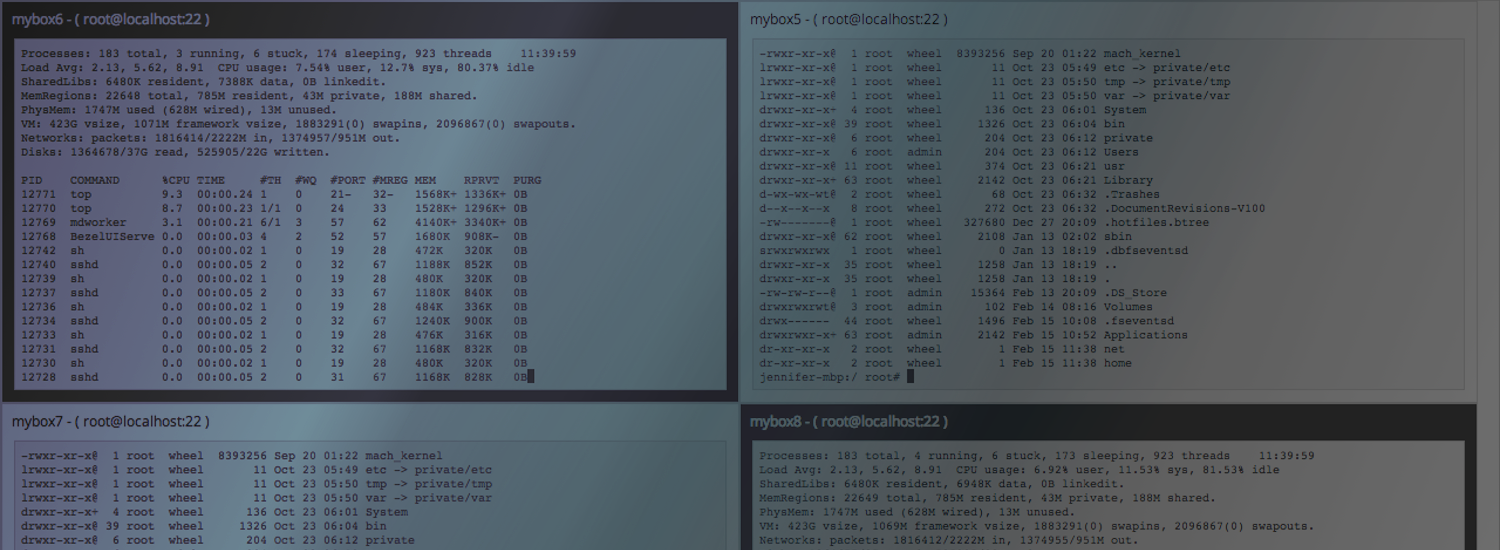 mybox6 - ( root@localhost:22 )
Processes: 183 total, 3 running, 6 stuck, 174 sleeping, 923 threads 11:39:59
Load Avg: 2.13, 5.62, 8.91 CPU usage: 7.54% user, 12.7% sys, 80.37% idle
SharedLibs: 6480K resident, 7388K data, 0B linkedit.
MemRegions: 22648 total, 785M resident, 43M private, 188M shared.
PhysMem: 1747M used (628M wired), 13M unused.
VM: 423G vsize, 1071M framework vsize, 1883291(0) swapins, 2096867(0) swapouts.
Networks: packets: 1816414/2222M in, 1374957/951M out.
Disks: 1364678/37G read, 525905/22G written.
PID COMMAND %CPU TIME #TH #WQ #PORT #MREG MEM RPRVT PURG
12771 top 9.3 00:00.24 1 0 21- 32- 1568K+ 1336K+ 0B
12770 top 8.7 00:00.23 1/1 0 24 33 1528K+ 1296K+ 0B
12769 mdworker 3.1 00:00.21 6/1 3 57 62 4140K+ 3340K+ 0B
12768 BezelUIServe 0.0 00:00.03 4 2 52 57 1680K 908K- 0B
12742 sh 0.0 00:00.02 1 0 19 28 472K 320K 0B
12740 sshd 0.0 00:00.05 2 0 32 67 1188K 852K 0B
12739 sh 0.0 00:00.02 1 0 19 28 480K 320K 0B
12737 sshd 0.0 00:00.05 2 0 33 67 1180K 840K 0B
12736 sh 0.0 00:00.02 1 0 19 28 484K 336K 0B
12734 sshd 0.0 00:00.05 2 0 32 67 1240K 900K 0B
12733 sh 0.0 00:00.02 1 0 19 28 476K 316K 0B
12731 sshd 0.0 00:00.05 2 0 32 67 1168K 832K 0B
12730 sh 0.0 00:00.02 1 0 19 28 480K 320K 0B
12728 sshd 0.0 00:00.05 2 0 31 67 1168K 828K 0B
mybox5 - ( root@localhost:22 )
-rwxr-xr-x@ 1 root wheel 8393256 Sep 20 01:22 mach_kernel
lrwxr-xr-x@ 1 root wheel 11 Oct 23 05:49 etc -> private/etc
lrwxr-xr-x@ 1 root wheel 11 Oct 23 05:50 tmp -> private/tmp
lrwxr-xr-x@ 1 root wheel 11 Oct 23 05:50 var -> private/var
drwxr-xr-x+ 4 root wheel 136 Oct 23 06:01 System
drwxr-xr-x@ 39 root wheel 1326 Oct 23 06:04 bin
drwxr-xr-x@ 6 root wheel 204 Oct 23 06:12 private
drwxr-xr-x 6 root admin 204 Oct 23 06:12 Users
drwxr-xr-x@ 11 root wheel 374 Oct 23 06:21 usr
drwxr-xr-x+ 63 root wheel 2142 Oct 23 06:21 Library
d-wx-wx-wt@ 2 root wheel 68 Oct 23 06:32 .Trashes
d--x--x--x 8 root wheel 272 Oct 23 06:32 .DocumentRevisions-V100
-rw-------@ 1 root wheel 327680 Dec 27 20:09 .hotfiles.btree
drwxr-xr-x@ 62 root wheel 2108 Jan 13 02:02 sbin
srwxrwxrwx 1 root wheel 0 Jan 13 18:19 .dbfseventsd
drwxr-xr-x 35 root wheel 1258 Jan 13 18:19 ..
drwxr-xr-x 35 root wheel 1258 Jan 13 18:19 .
-rw-rw-r--@ 1 root admin 15364 Feb 13 20:09 .DS_Store
drwxrwxrwt@ 3 root admin 102 Feb 14 08:16 Volumes
drwx------ 44 root wheel 1496 Feb 15 10:08 .fseventsd
drwxrwxr-x+ 63 root admin 2142 Feb 15 10:52 Applications
dr-xr-xr-x 2 root wheel 1 Feb 15 11:38 net
dr-xr-xr-x 2 root wheel 1 Feb 15 11:38 home
jennifer-mbp:/ root#
mybox7 - ( root@localhost:22 )
-rwxr-xr-x@ 1 root wheel 8393256 Sep 20 01:22 mach_kernel
lrwxr-xr-x@ 1 root wheel 11 Oct 23 05:49 etc -> private/etc
lrwxr-xr-x@ 1 root wheel 11 Oct 23 05:50 tmp -> private/tmp
lrwxr-xr-x@ 1 root wheel 11 Oct 23 05:50 var -> private/var
drwxr-xr-x+ 4 root wheel 136 Oct 23 06:01 System
drwxr-xr-x@ 39 root wheel 1326 Oct 23 06:04 bin
drwxr-xr-x@ 6 root wheel 204 Oct 23 06:12 private
mybox8 - ( root@localhost:22 )
Processes: 183 total, 4 running, 6 stuck, 173 sleeping, 923 threads 11:39:59
Load Avg: 2.13, 5.62, 8.91 CPU usage: 6.92% user, 11.53% sys, 81.53% idle
SharedLibs: 6480K resident, 6948K data, 0B linkedit.
MemRegions: 22649 total, 785M resident, 43M private, 188M shared.
PhysMem: 1747M used (628M wired), 13M unused.
VM: 423G vsize, 1069M framework vsize, 1883291(0) swapins, 2096867(0) swapouts.
Networks: packets: 1816412/2222M in, 1374955/951M out.